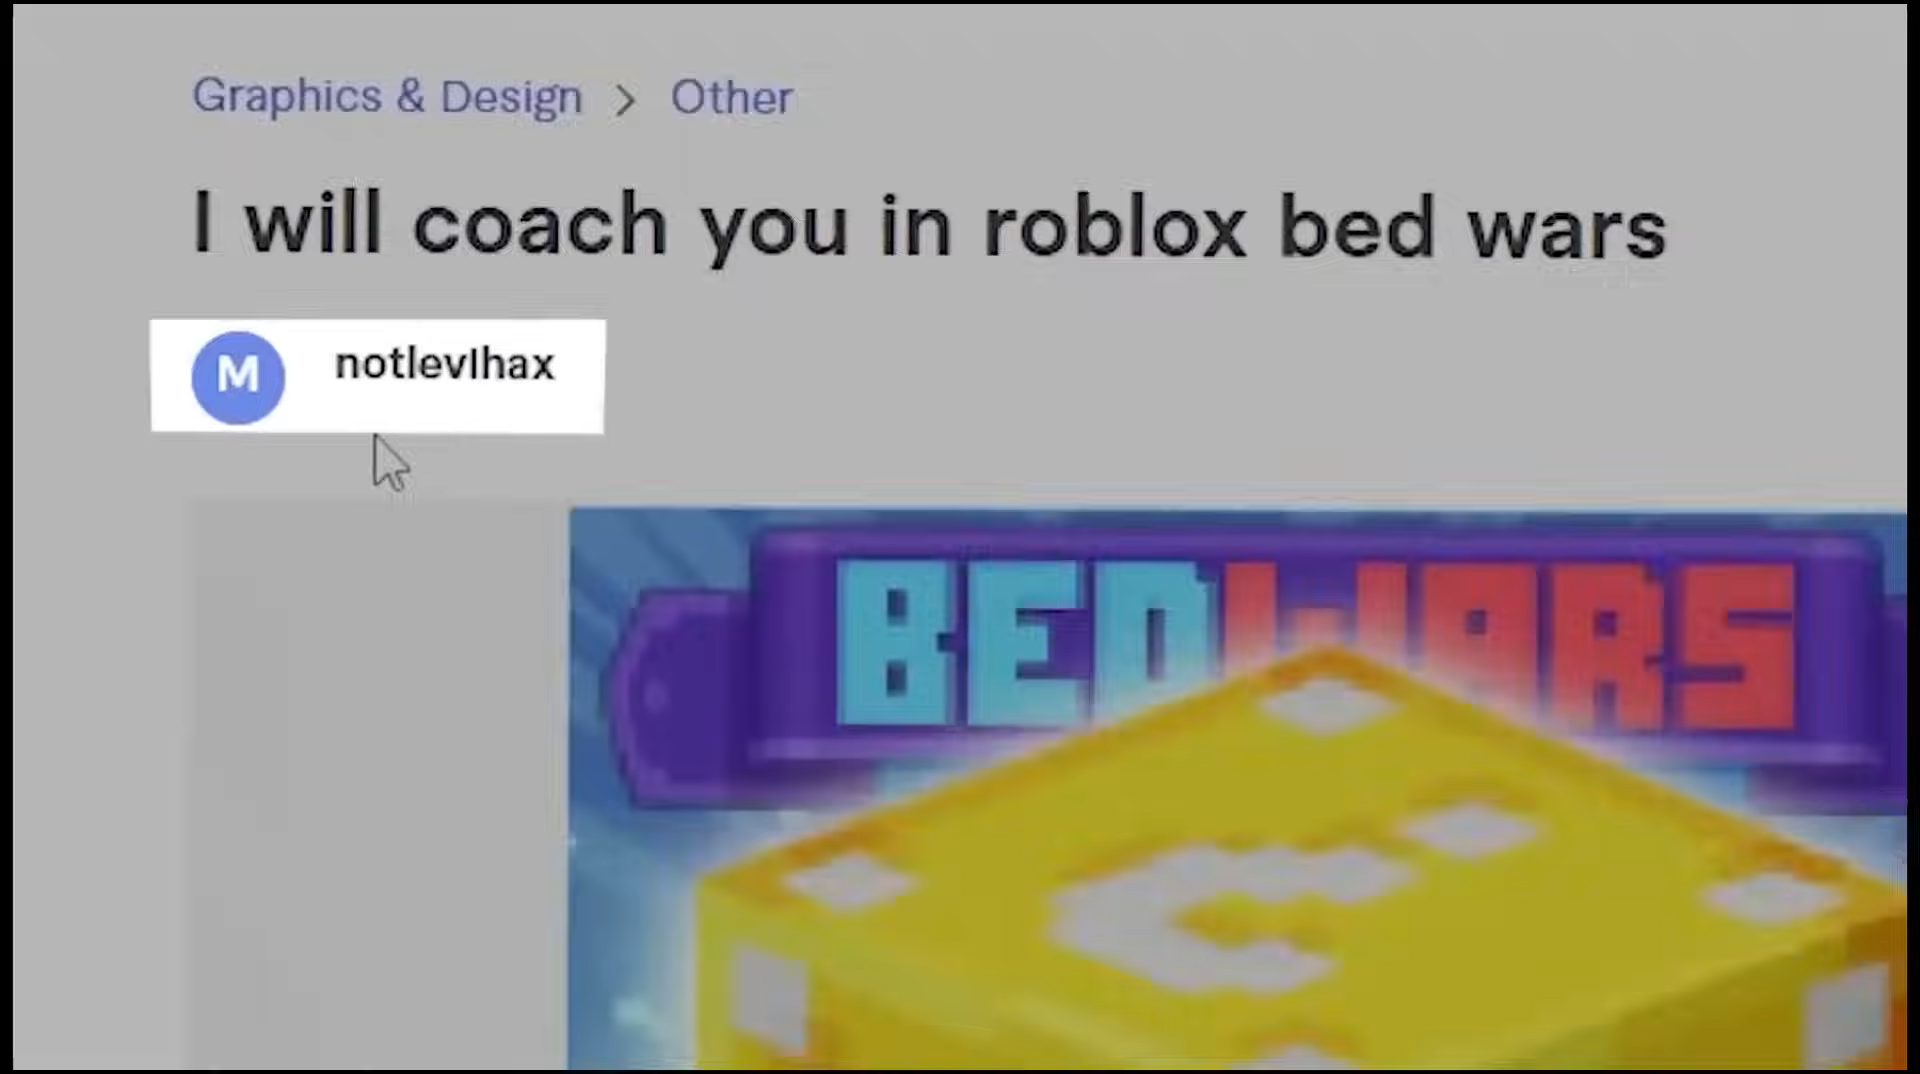 Graphics & Design > Other
I will coach you in roblox bed wars
M notlevlhax
BEDWARS